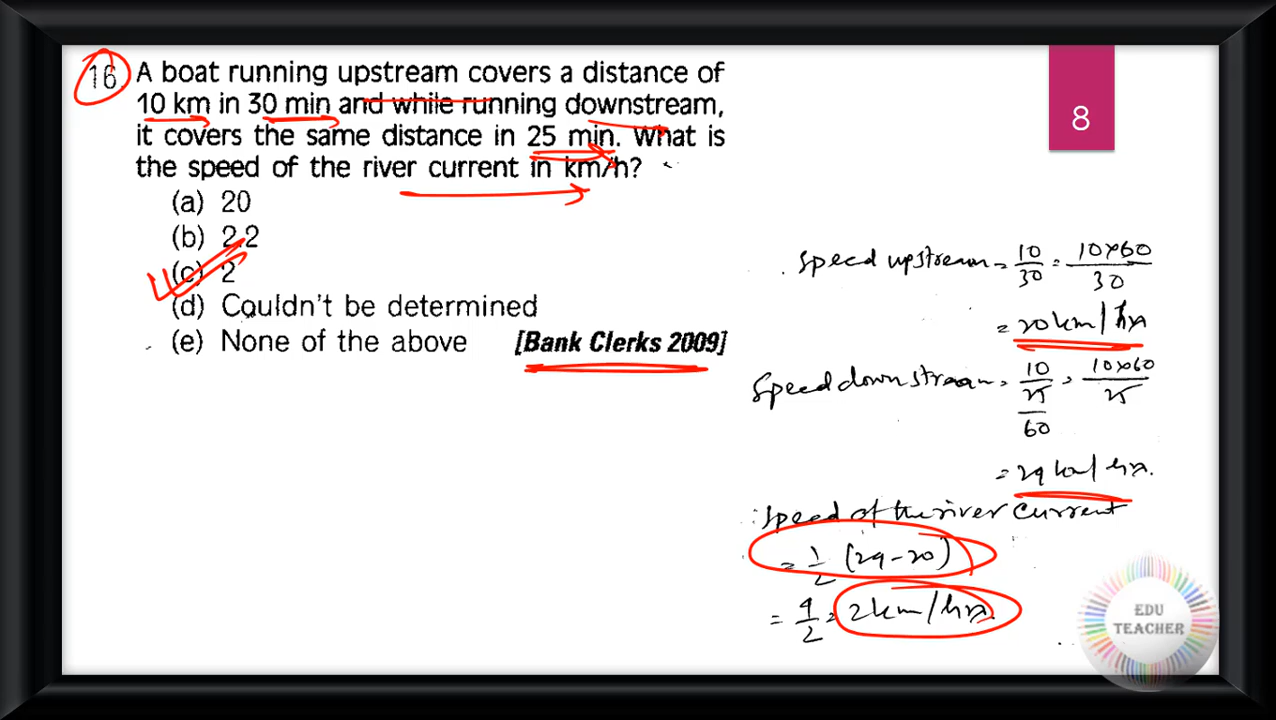 16. A boat running upstream covers a distance of
10 km in 30 min and while running downstream,
it covers the same distance in 25 min. What is
the speed of the river current in km/h?
(a) 20
(b) 2.2
(c) 2
(d) Couldn't be determined
(e) None of the above [Bank Clerks 2009]
8
Speed upstream = 10/30 = 10×60/30
= 20 km/hr
Speed downstream = 10/25/60 = 10×60/25
= 24 km/hr.
Speed of the river current
= 1/2 (24-20)
= 4/2 = 2 km/hr.
EDU
TEACHER